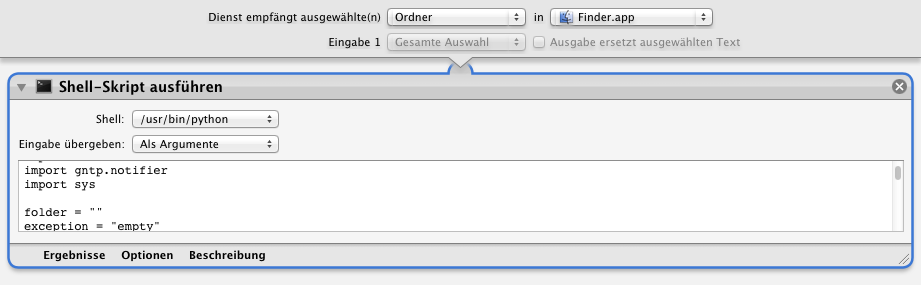 Dienst empfängt ausgewählte(n) Ordner in Finder.app
Eingabe 1 Gesamte Auswahl Ausgabe ersetzt ausgewählten Text
Shell-Skript ausführen
Shell: /usr/bin/python
Eingabe übergeben: Als Argumente
import gntp.notifier
import sys
folder = ""
exception = "empty"
Ergebnisse Optionen Beschreibung